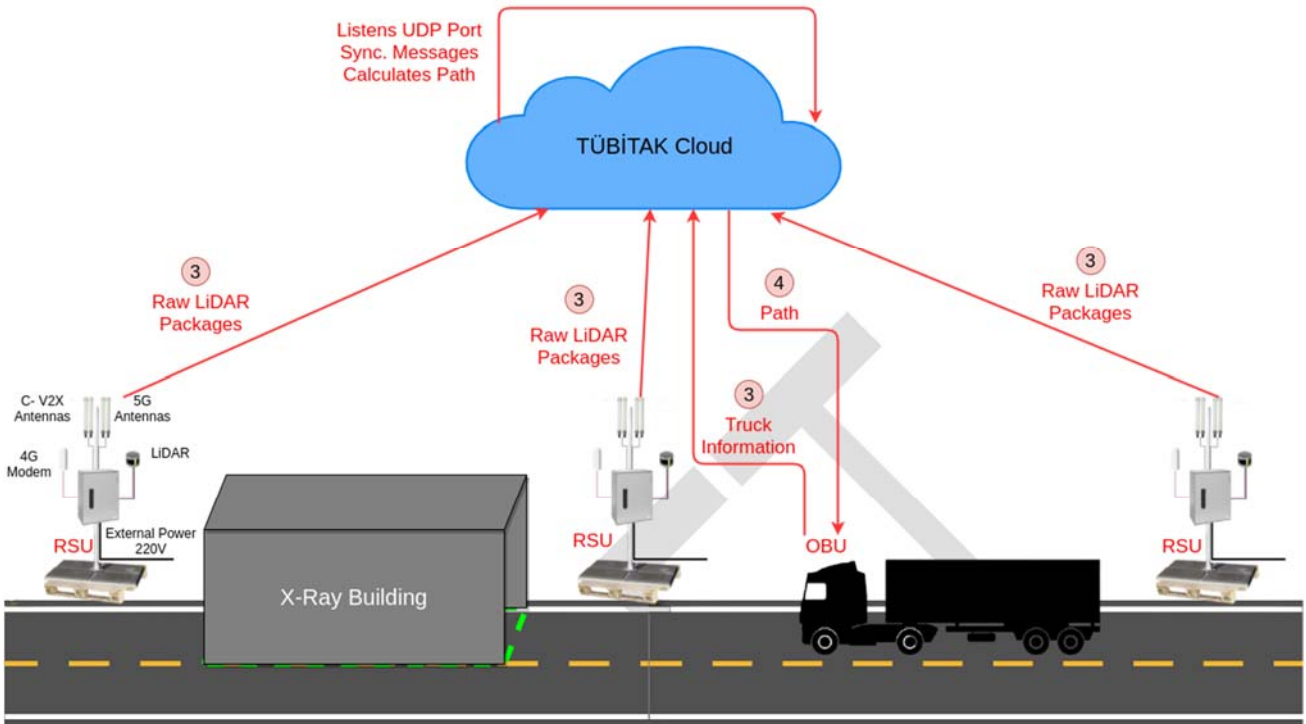 Listens UDP Port
Sync. Messages
Calculates Path
TÜBİTAK Cloud
3
Raw LiDAR
Packages
3
Raw LiDAR
Packages
4
Path
3
Raw LiDAR
Packages
3
Truck
Information
C- V2X
Antennas
5G
Antennas
4G
Modem
LiDAR
External Power
220V
RSU
X-Ray Building
RSU
OBU
RSU